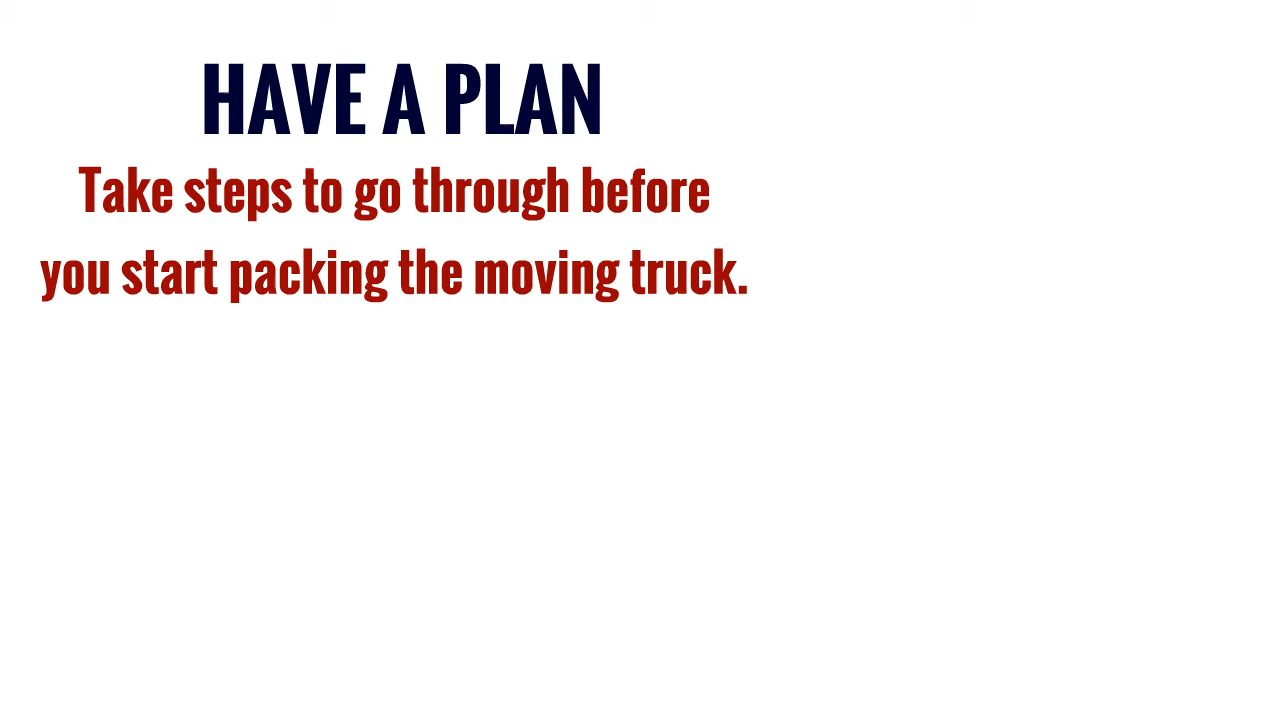 HAVE A PLAN
Take steps to go through before
you start packing the moving truck.